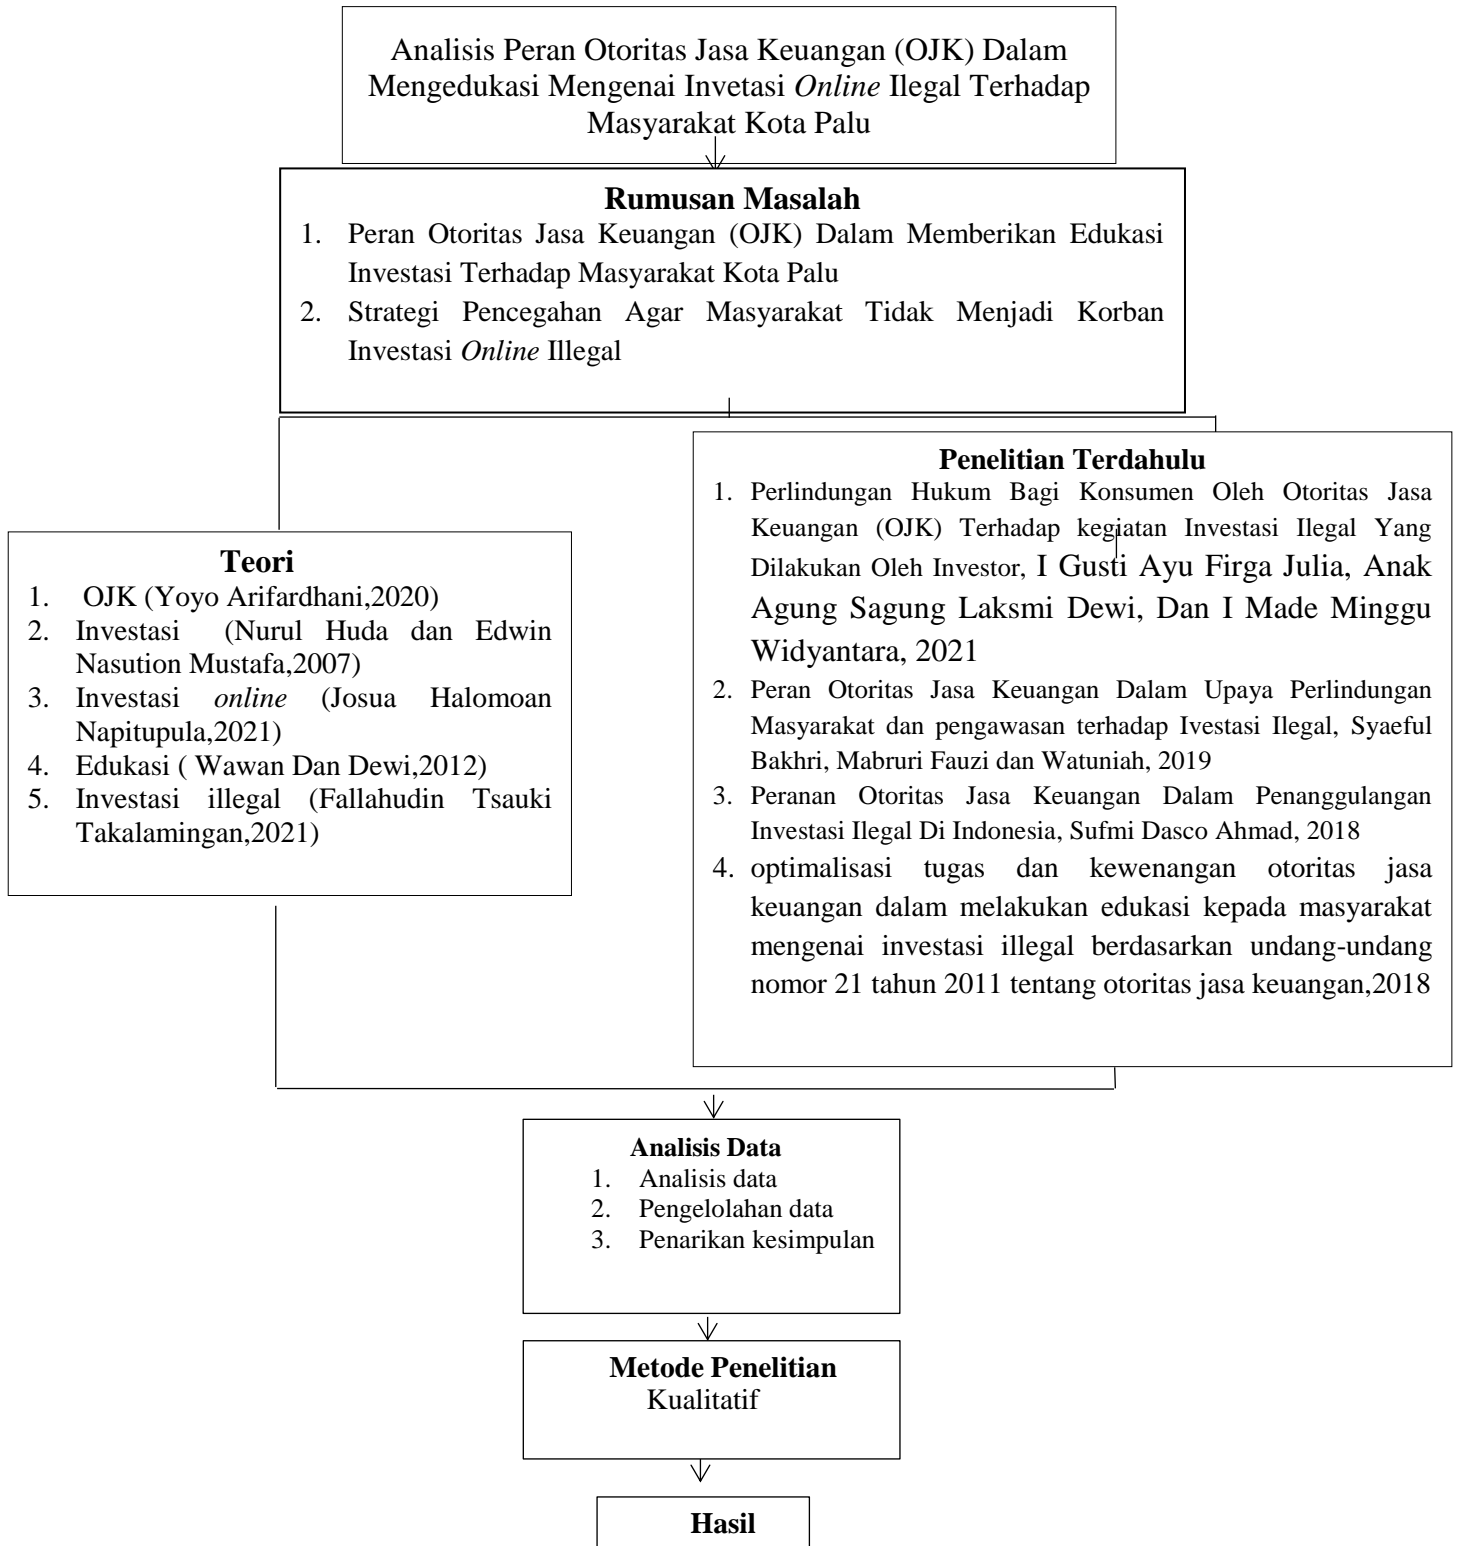 Analisis Peran Otoritas Jasa Keuangan (OJK) Dalam
Mengedukasi Mengenai Invetasi Online Ilegal Terhadap
Masyarakat Kota Palu
Rumusan Masalah
1. Peran Otoritas Jasa Keuangan (OJK) Dalam Memberikan Edukasi
Investasi Terhadap Masyarakat Kota Palu
2. Strategi Pencegahan Agar Masyarakat Tidak Menjadi Korban
Investasi Online Illegal
Teori
1. OJK (Yoyo Arifardhani,2020)
2. Investasi (Nurul Huda dan Edwin
Nasution Mustafa,2007)
3. Investasi online (Josua Halomoan
Napitupula,2021)
4. Edukasi ( Wawan Dan Dewi,2012)
5. Investasi illegal (Fallahudin Tsauki
Takalamingan,2021)
Penelitian Terdahulu
1. Perlindungan Hukum Bagi Konsumen Oleh Otoritas Jasa
Keuangan (OJK) Terhadap kegiatan Investasi Ilegal Yang
Dilakukan Oleh Investor, I Gusti Ayu Firga Julia, Anak
Agung Sagung Laksmi Dewi, Dan I Made Minggu
Widyantara, 2021
2. Peran Otoritas Jasa Keuangan Dalam Upaya Perlindungan
Masyarakat dan pengawasan terhadap Ivestasi Ilegal, Syaeful
Bakhri, Mabruri Fauzi dan Watuniah, 2019
3. Peranan Otoritas Jasa Keuangan Dalam Penanggulangan
Investasi Ilegal Di Indonesia, Sufmi Dasco Ahmad, 2018
4. optimalisasi tugas dan kewenangan otoritas jasa
keuangan dalam melakukan edukasi kepada masyarakat
mengenai investasi illegal berdasarkan undang-undang
nomor 21 tahun 2011 tentang otoritas jasa keuangan,2018
Analisis Data
1. Analisis data
2. Pengelolahan data
3. Penarikan kesimpulan
Metode Penelitian
Kualitatif
Hasil